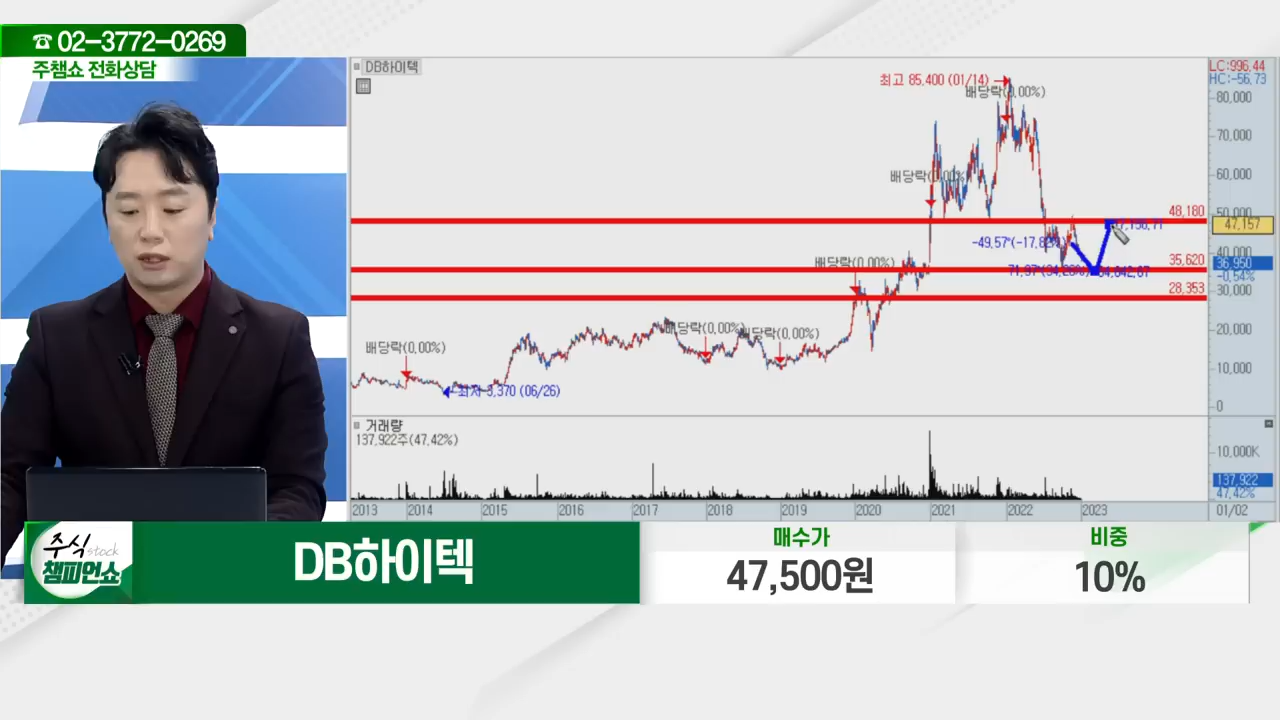 ☎ 02-3772-0269
주챔쇼 전화상담
DB하이텍
LC:996.44
HC:-56.73
최고 85,400 (01/14)
배당락(0.00%)
80,000
70,000
배당락(0.00%)
60,000
48,180
50,000
47,157
-49.57
40,000
배당락(0.00%)
35,620
36,950
-0.54%
28,353
30,000
배당락(0.00%)
배당락(0.00%)
20,000
배당락(0.00%)
10,000
3,370 (06/26)
0
거래량
137,922주(47.42%)
10,000K
137,922
47.42%
2013 2014 2015 2016 2017 2018 2019 2020 2021 2022 2023 01/02
주식 stock
챔피언쇼
DB하이텍
매수가
47,500원
비중
10%